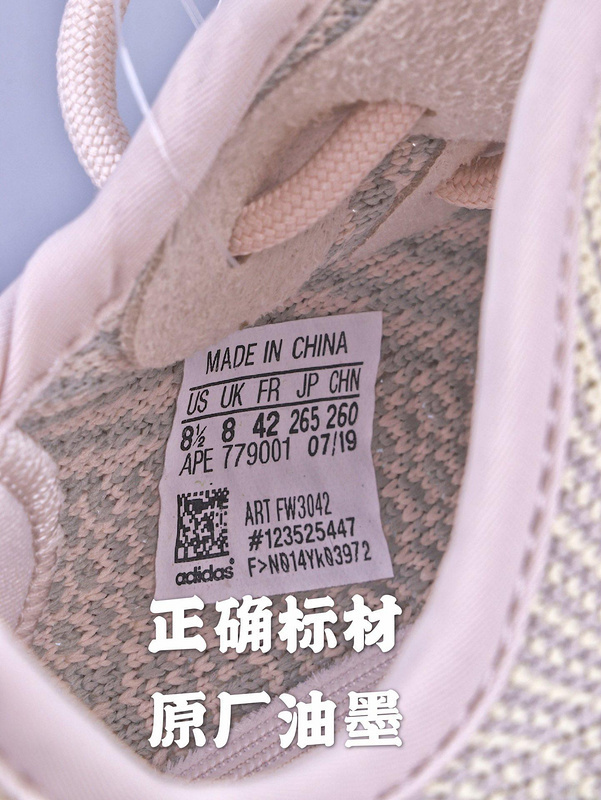 MADE IN CHINA
US UK FR JP CHN
8½ 8 42 265 260
APE 779001 07/19
ART FW3042
#123525447
F>N014Yk03972
adidas®
正确标材
原厂油墨